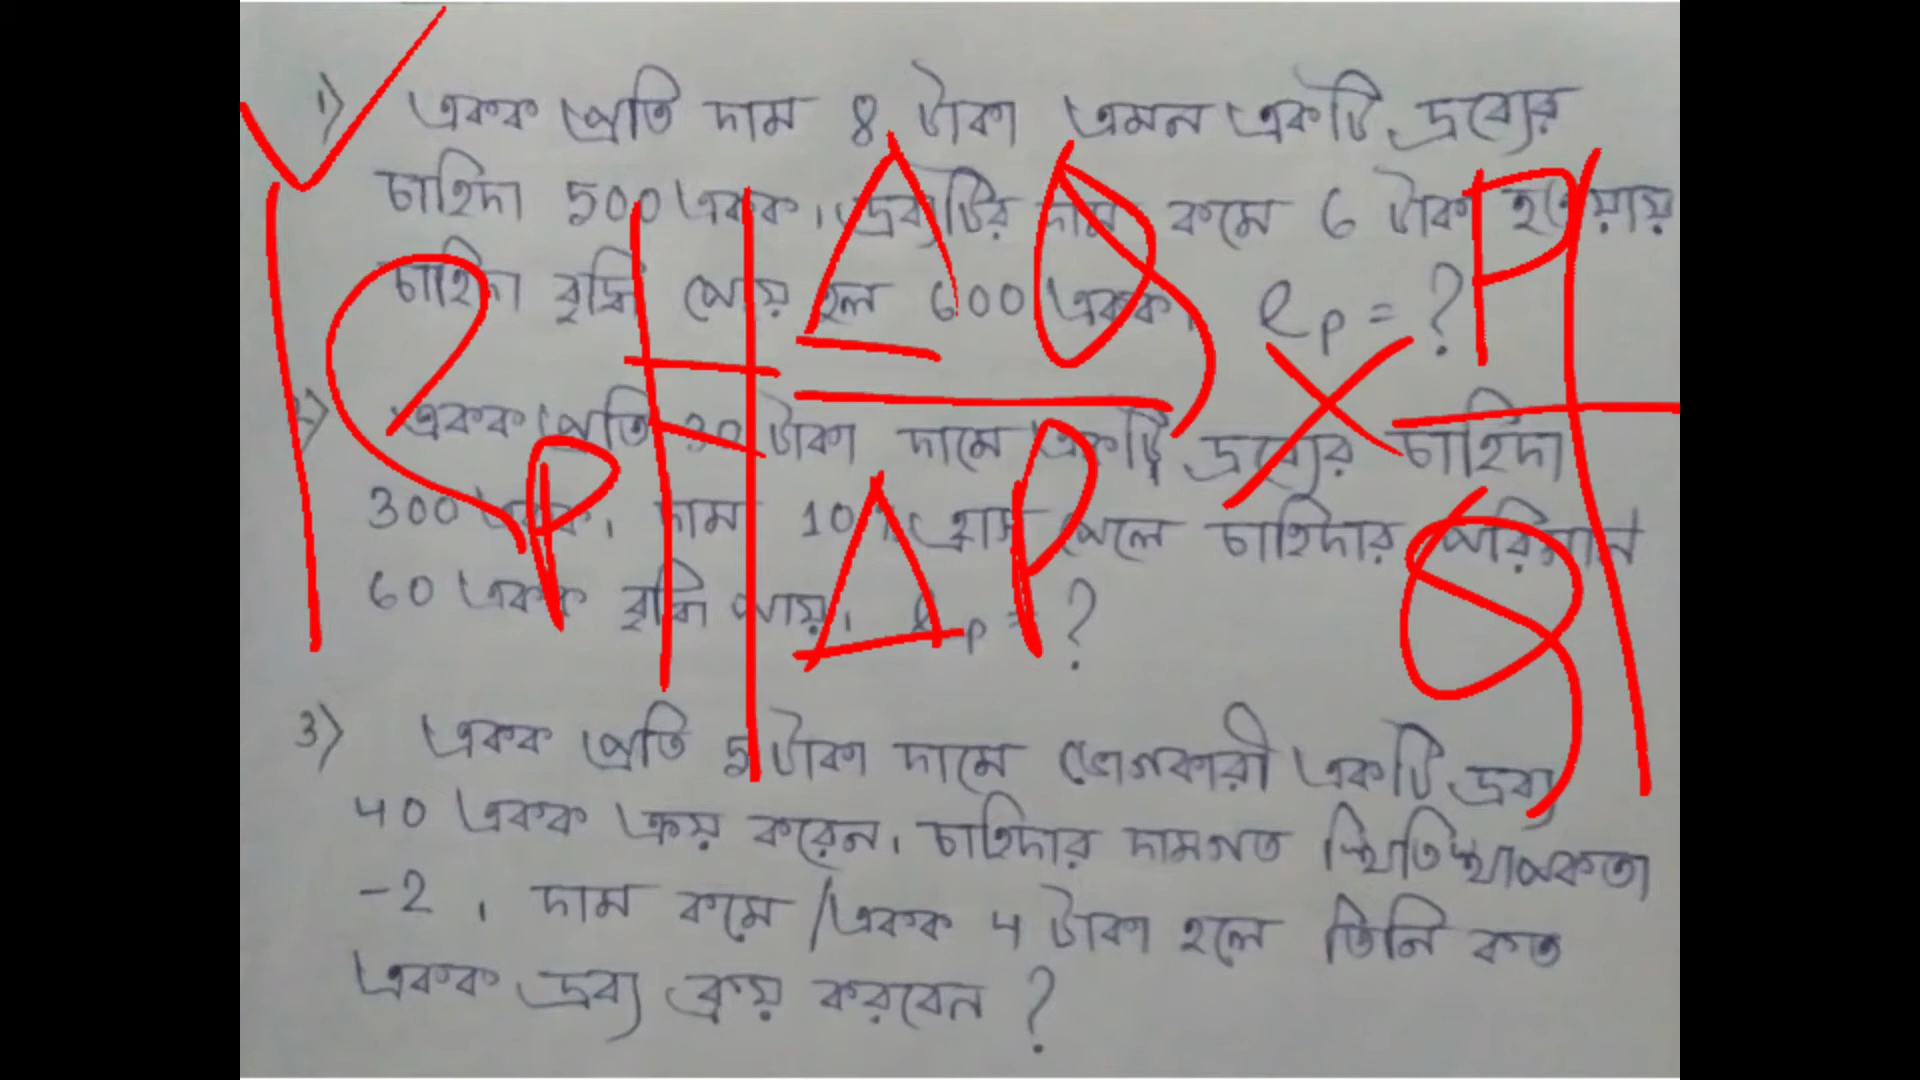 1) একক প্রতি দাম 8 টাকা এমন একটি দ্রব্যের
চাহিদা 500 একক। দ্রব্যটির দাম কমে 6 টাকা হওয়ায়
চাহিদা বৃদ্ধি পেয়ে হল 600 একক। ep = ?
|ep| = ΔQ/ΔP × P/Q
2) একক প্রতি টাকা দামে একটি দ্রব্যের চাহিদা
300 একক। দাম 10% হ্রাস পেলে চাহিদার পরিমাণ
60 একক বৃদ্ধি পায়। ep = ?
3) একক প্রতি 5 টাকা দামে ভোগকারী একটি দ্রব্য
40 একক ক্রয় করেন। চাহিদার দামগত স্থিতিস্থাপকতা
-2 । দাম কমে /একক 4 টাকা হলে তিনি কত
একক দ্রব্য ক্রয় করবেন ?